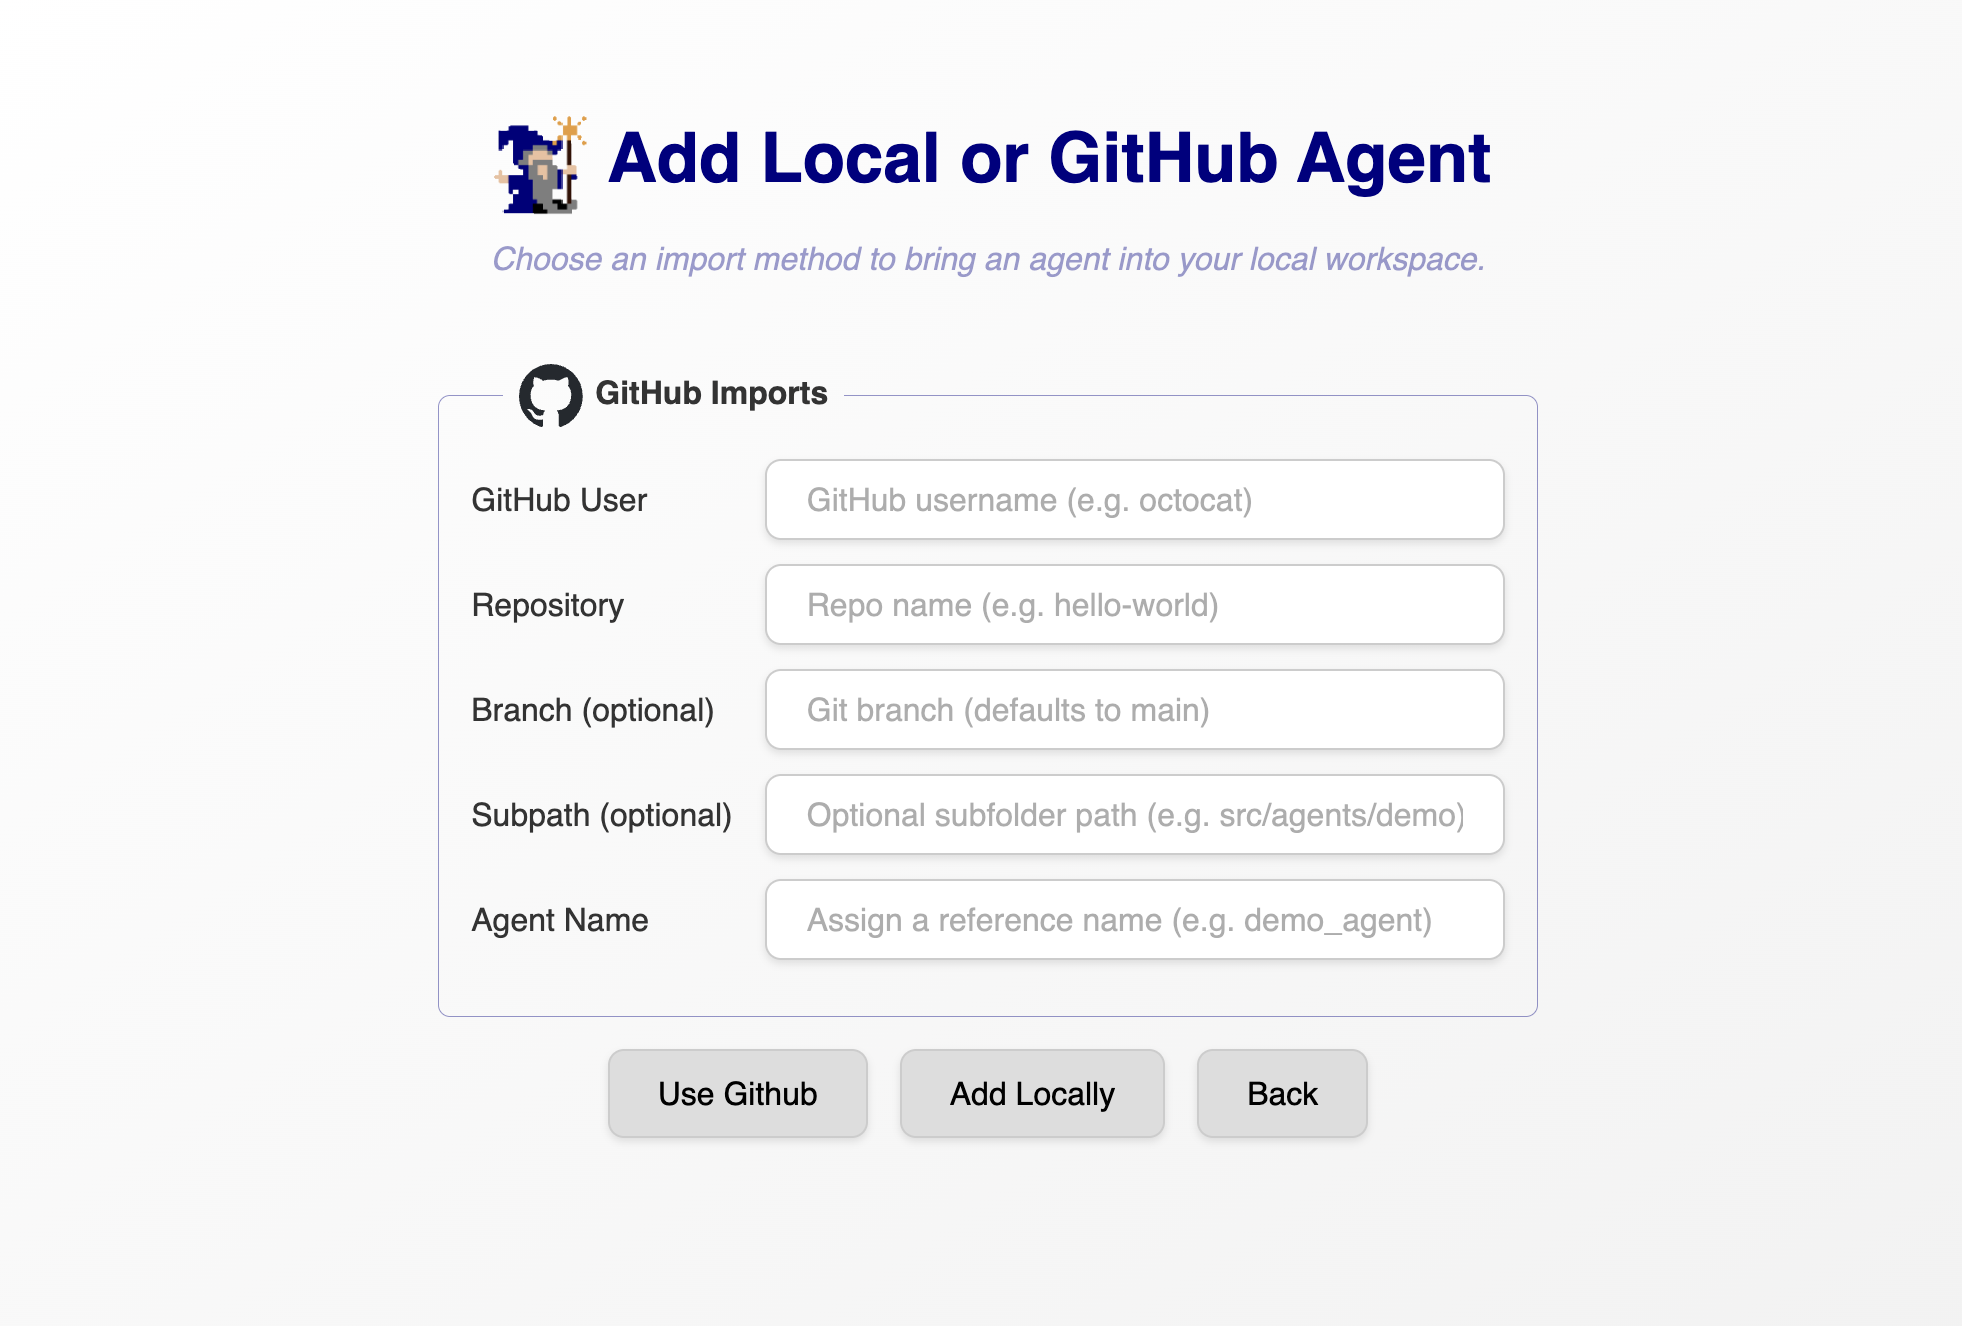 Add Local or GitHub Agent
Choose an import method to bring an agent into your local workspace.
GitHub Imports
GitHub User
GitHub username (e.g. octocat)
Repository
Repo name (e.g. hello-world)
Branch (optional)
Git branch (defaults to main)
Subpath (optional)
Optional subfolder path (e.g. src/agents/demo)
Agent Name
Assign a reference name (e.g. demo_agent)
Use Github
Add Locally
Back